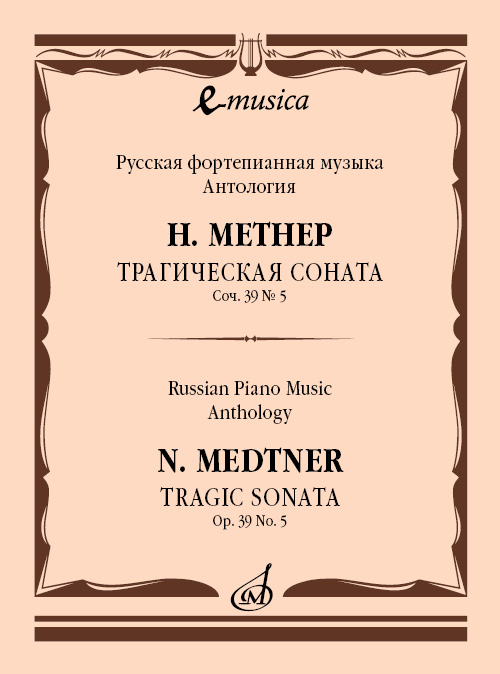 e-musica
Русская фортепианная музыка
Антология
Н. МЕТНЕР
ТРАГИЧЕСКАЯ СОНАТА
Соч. 39 № 5
Russian Piano Music
Anthology
N. MEDTNER
TRAGIC SONATA
Op. 39 No. 5